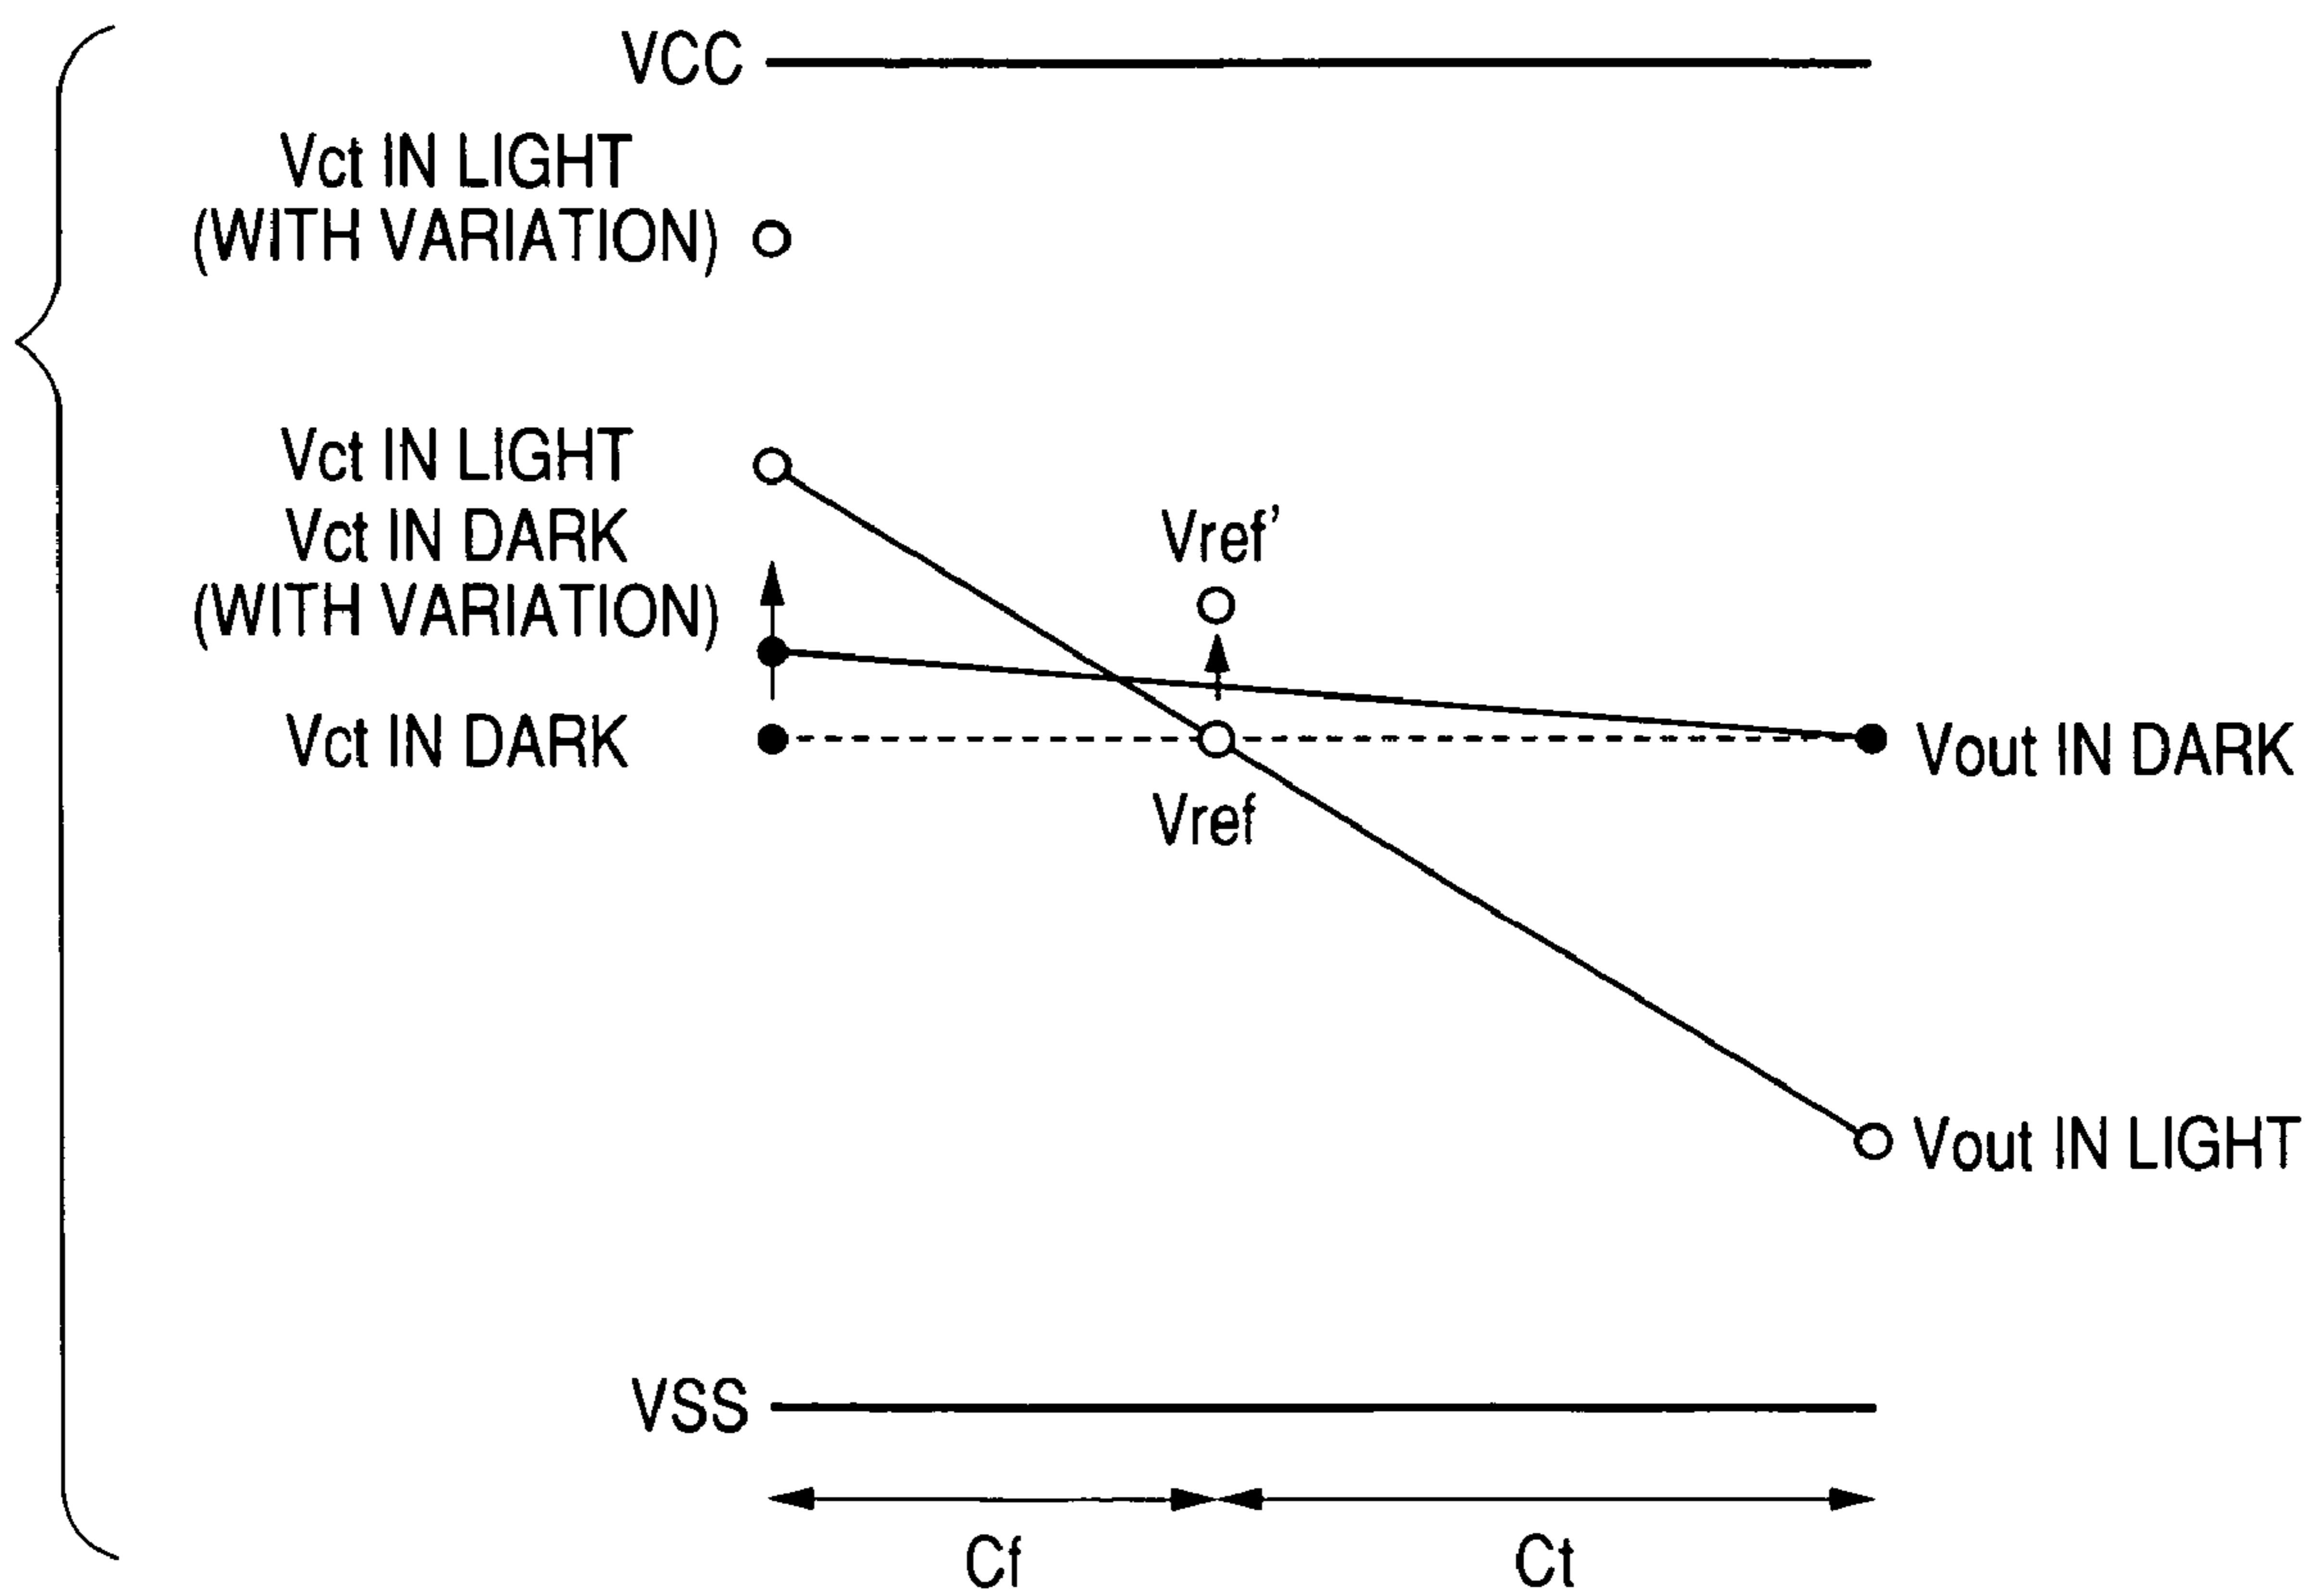 VCC
Vct IN LIGHT
(WITH VARIATION)
Vct IN LIGHT
Vct IN DARK
(WITH VARIATION)
Vref'
Vct IN DARK
Vout IN DARK
Vref
Vout IN LIGHT
VSS
Cf
Ct